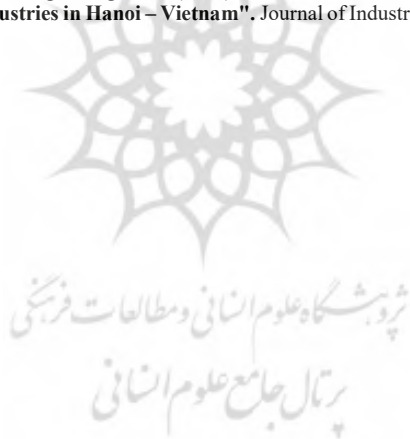 ustries in Hanoi – Vietnam". Journal of Industr
پژوهشگاه علوم انسانی و مطالعات فرهنگی
پرتال جامع علوم انسانی